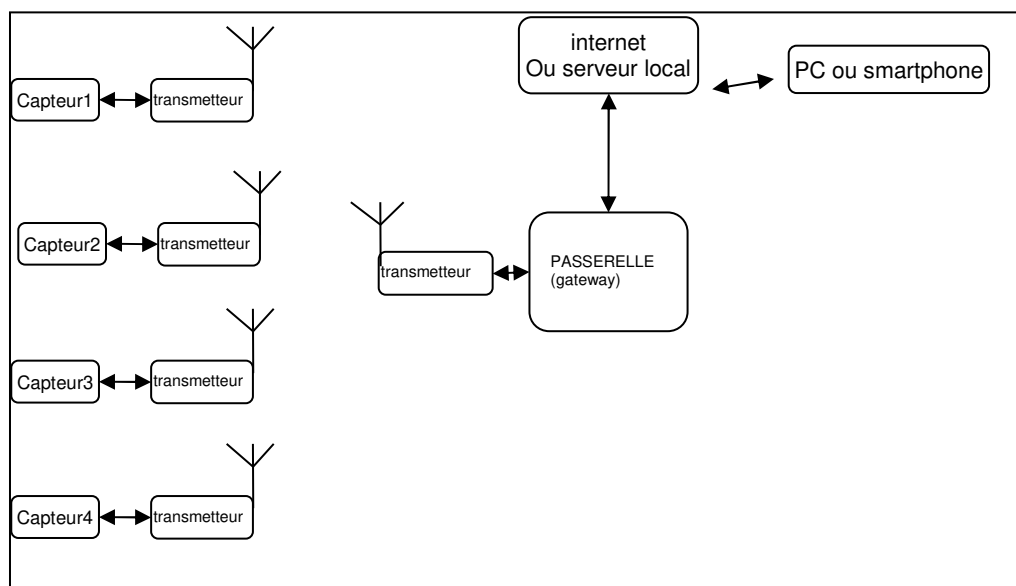 internet
Ou serveur local
PC ou smartphone
Capteur1
transmetteur
Capteur2
transmetteur
transmetteur
PASSERELLE
(gateway)
Capteur3
transmetteur
Capteur4
transmetteur